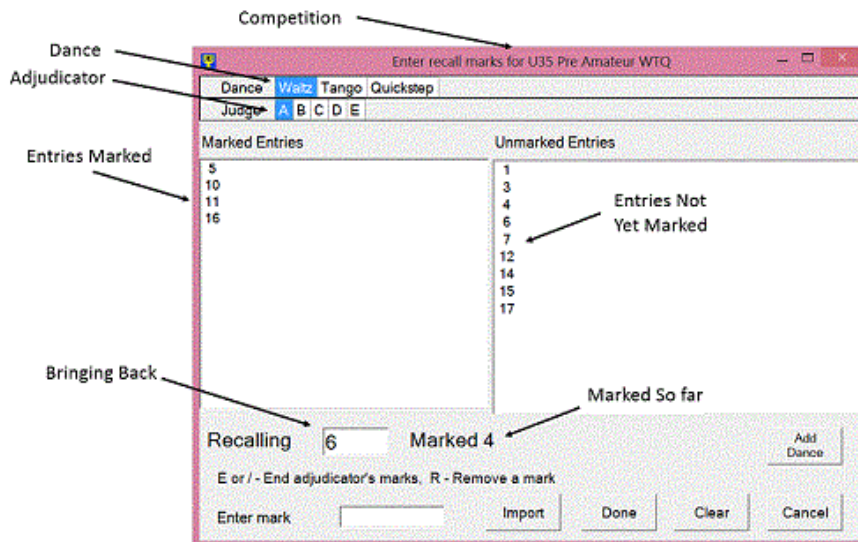 Competition
Dance
Adjudicator
Enter recall marks for U35 Pre Amateur WTQ
Dance Waltz Tango Quickstep
Judge A B C D E
Marked Entries
Unmarked Entries
Entries Marked
5
10
11
16
1
3
4
6
7
12
14
15
17
Entries Not
Yet Marked
Bringing Back
Marked So far
Recalling 6 Marked 4
Add
Dance
E or / - End adjudicator's marks, R - Remove a mark
Enter mark
Import
Done
Clear
Cancel